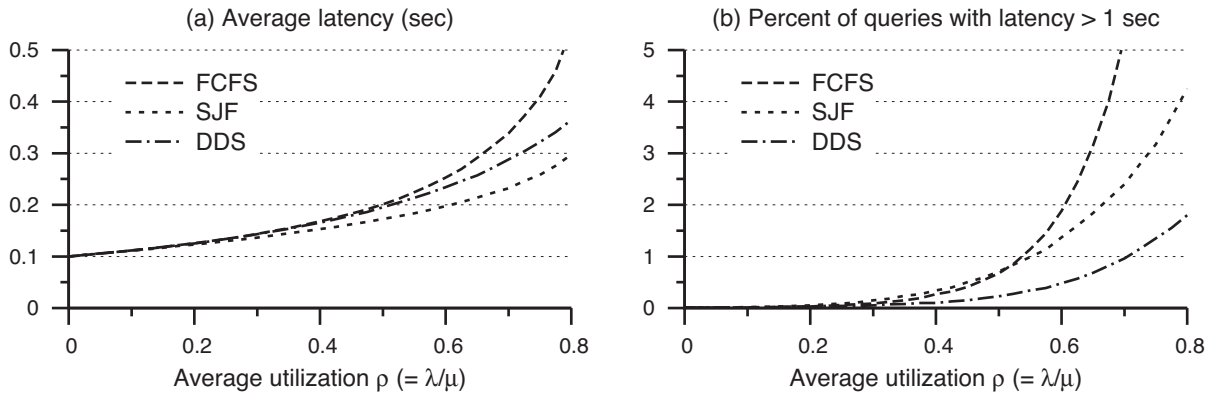 (a) Average latency (sec)
0.5
0.4
0.3
0.2
0.1
0
FCFS
SJF
DDS
0 0.2 0.4 0.6 0.8
Average utilization ρ (= λ/μ)
(b) Percent of queries with latency > 1 sec
5
4
3
2
1
0
FCFS
SJF
DDS
0 0.2 0.4 0.6 0.8
Average utilization ρ (= λ/μ)